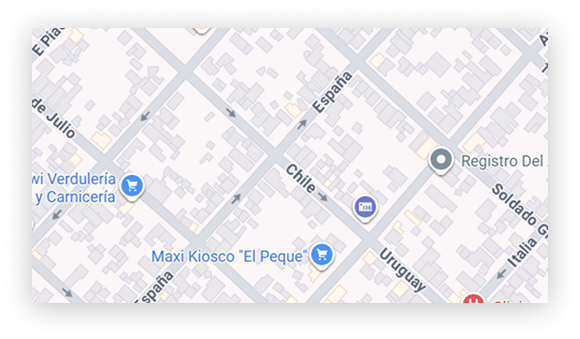 E Pia
España
de Julio
wi Verdulería
y Carnicería
Chile
Registro Del
Soldado G
Maxi Kiosco "El Peque"
Italia
España
Uruguay